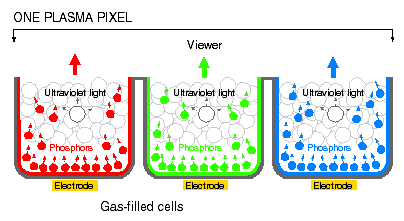 ONE PLASMA PIXEL
Viewer
Ultraviolet light Ultraviolet light Ultraviolet light
Phosphors Phosphors Phosphors
Electrode Electrode Electrode
Gas-filled cells